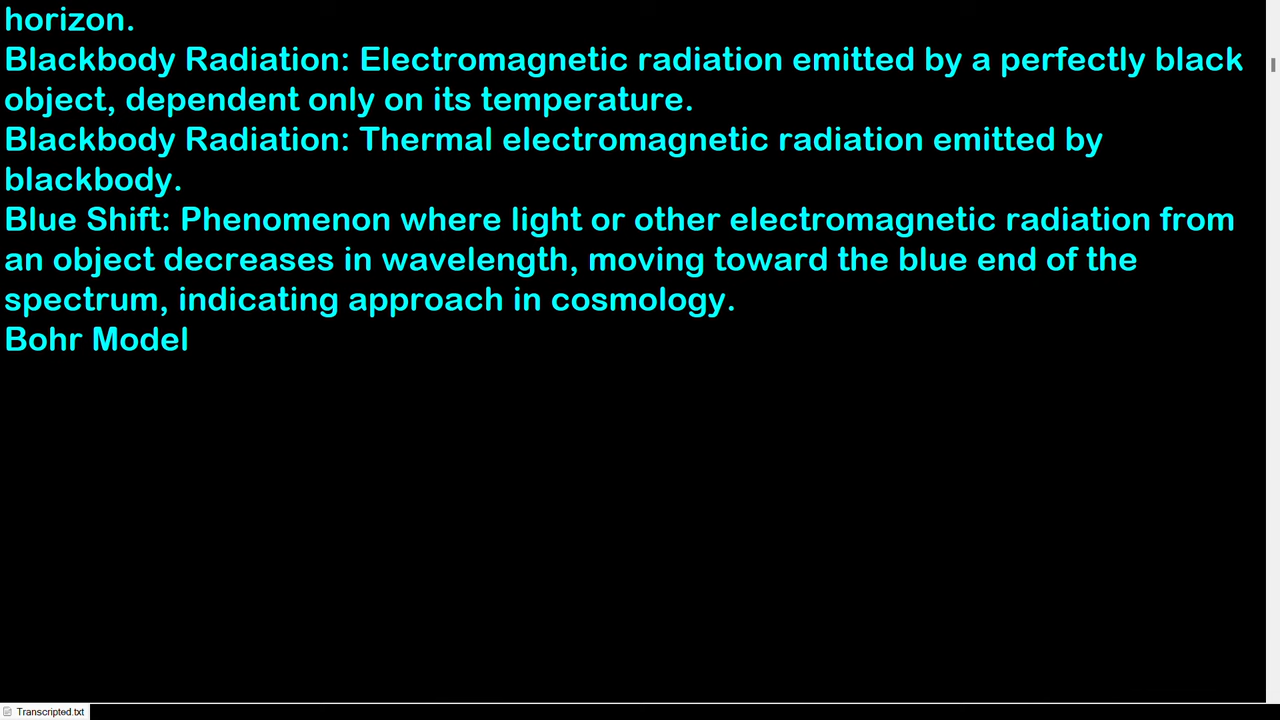 horizon.
Blackbody Radiation: Electromagnetic radiation emitted by a perfectly black
object, dependent only on its temperature.
Blackbody Radiation: Thermal electromagnetic radiation emitted by
blackbody.
Blue Shift: Phenomenon where light or other electromagnetic radiation from
an object decreases in wavelength, moving toward the blue end of the
spectrum, indicating approach in cosmology.
Bohr Model
Transcripted.txt